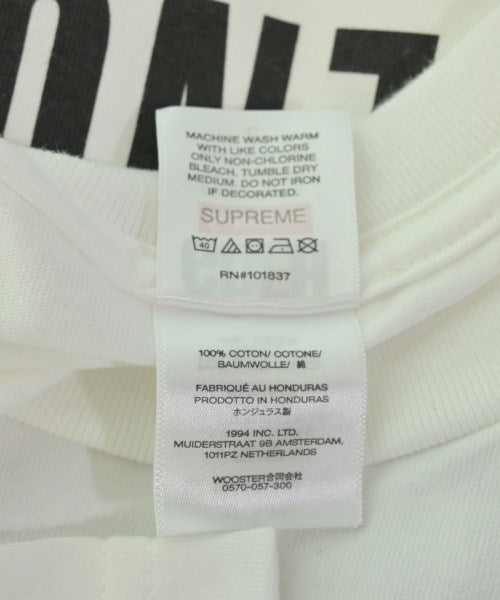 MACHINE WASH WARM
WITH LIKE COLORS
ONLY NON-CHLORINE
BLEACH. TUMBLE DRY
MEDIUM. DO NOT IRON
IF DECORATED.
SUPREME
40
RN#101837
100% COTON/ COTONE/
BAUMWOLLE/ 綿
FABRIQUÉ AU HONDURAS
PRODOTTO IN HONDURAS
ホンジュラス製
1994 INC. LTD.
MUIDERSTRAAT 9B AMSTERDAM,
1011PZ NETHERLANDS
WOOSTER合同会社
0570-057-300